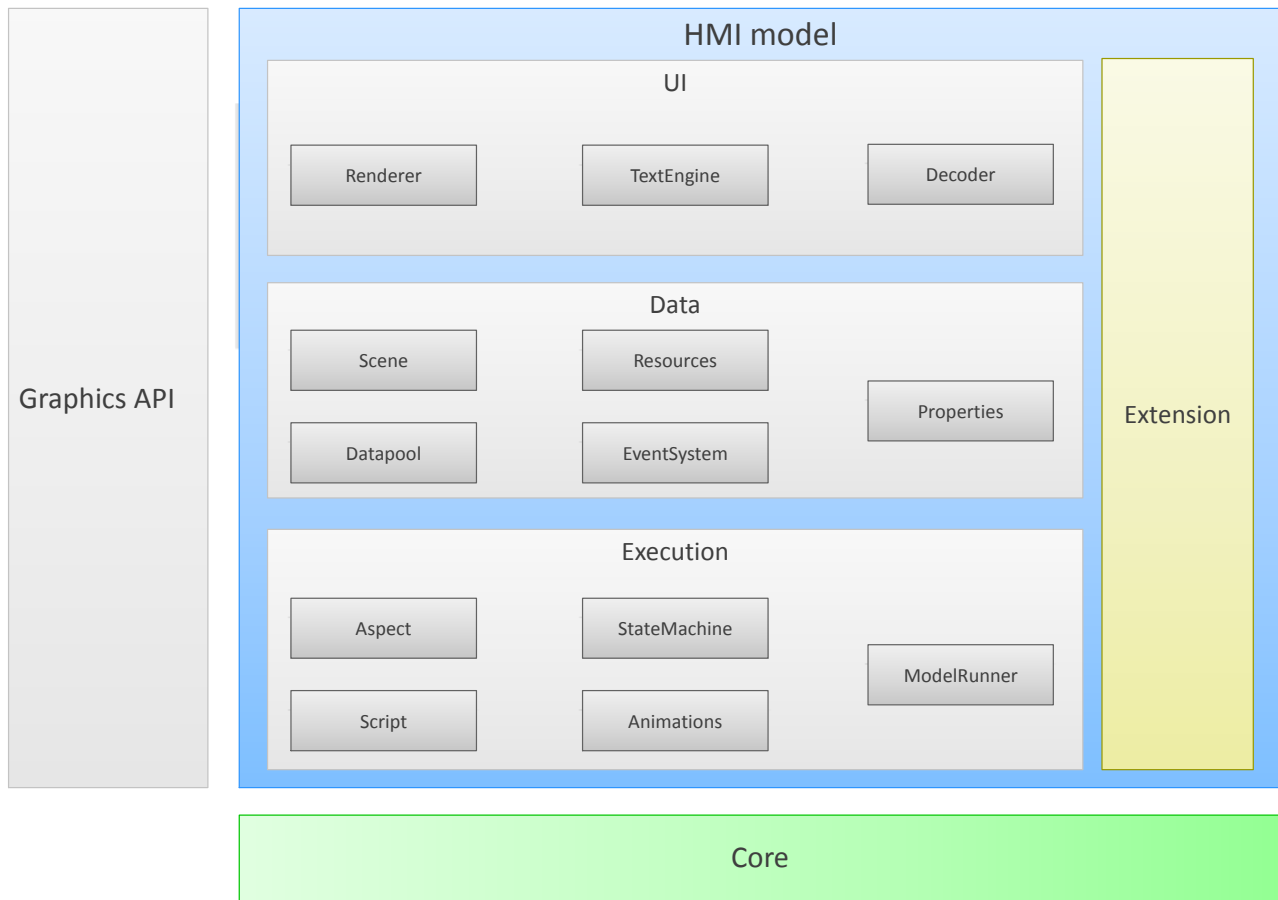 HMI model
UI
Renderer
TextEngine
Decoder
Data
Scene
Resources
Properties
Datapool
EventSystem
Execution
Aspect
StateMachine
ModelRunner
Script
Animations
Graphics API
Extension
Core